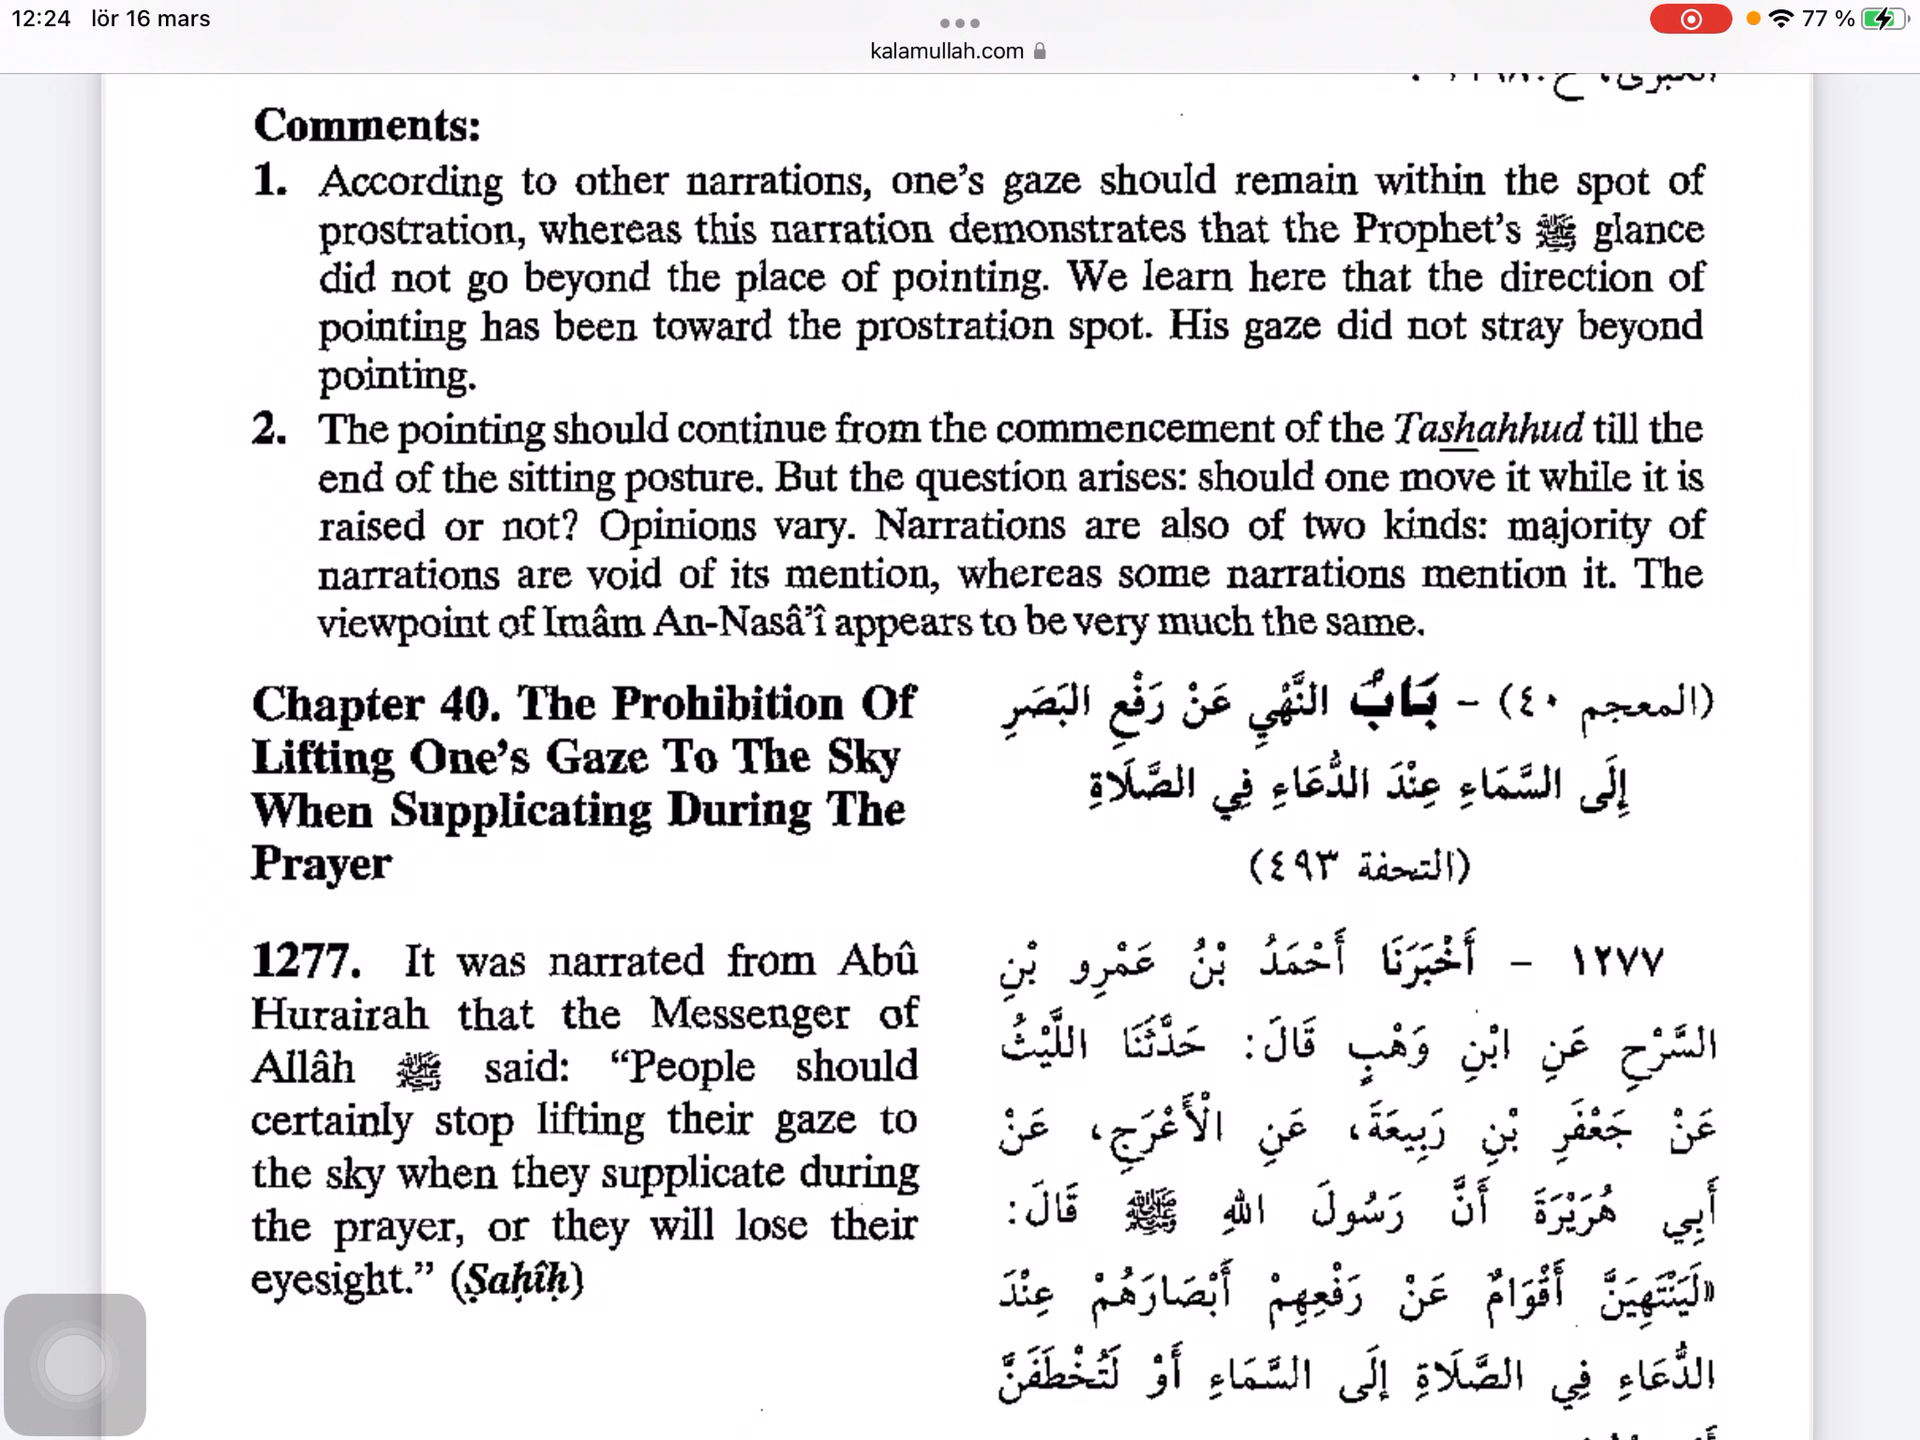 12:24 lör 16 mars
77 %
kalamullah.com
Comments:
1. According to other narrations, one's gaze should remain within the spot of
prostration, whereas this narration demonstrates that the Prophet's ﷺ glance
did not go beyond the place of pointing. We learn here that the direction of
pointing has been toward the prostration spot. His gaze did not stray beyond
pointing.
2. The pointing should continue from the commencement of the Tashahhud till the
end of the sitting posture. But the question arises: should one move it while it is
raised or not? Opinions vary. Narrations are also of two kinds: majority of
narrations are void of its mention, whereas some narrations mention it. The
viewpoint of Imâm An-Nasâ'î appears to be very much the same.
Chapter 40. The Prohibition Of
Lifting One's Gaze To The Sky
When Supplicating During The
Prayer
(المعجم ٤٠) - بَابُ النَّهْيِ عَنْ رَفْعِ البَصَرِ
إِلَى السَّمَاءِ عِنْدَ الدُّعَاءِ فِي الصَّلَاةِ
(التحفة ٤٩٣)
1277. It was narrated from Abû
Hurairah that the Messenger of
Allâh ﷺ said: "People should
certainly stop lifting their gaze to
the sky when they supplicate during
the prayer, or they will lose their
eyesight." (Ṣaḥîḥ)
١٢٧٧ - أَخْبَرَنَا أَحْمَدُ بْنُ عَمْرِو بْنِ
السَّرْحِ عَنِ ابْنِ وَهْبٍ قَالَ: حَدَّثَنَا اللَّيْثُ
عَنْ جَعْفَرِ بْنِ رَبِيعَةَ، عَنِ الْأَعْرَجِ، عَنْ
أَبِي هُرَيْرَةَ أَنَّ رَسُولَ اللهِ ﷺ قَالَ:
«لَيَنْتَهِيَنَّ أَقْوَامٌ عَنْ رَفْعِهِمْ أَبْصَارَهُمْ عِنْدَ
الدُّعَاءِ فِي الصَّلَاةِ إِلَى السَّمَاءِ أَوْ لَتُخْطَفَنَّ